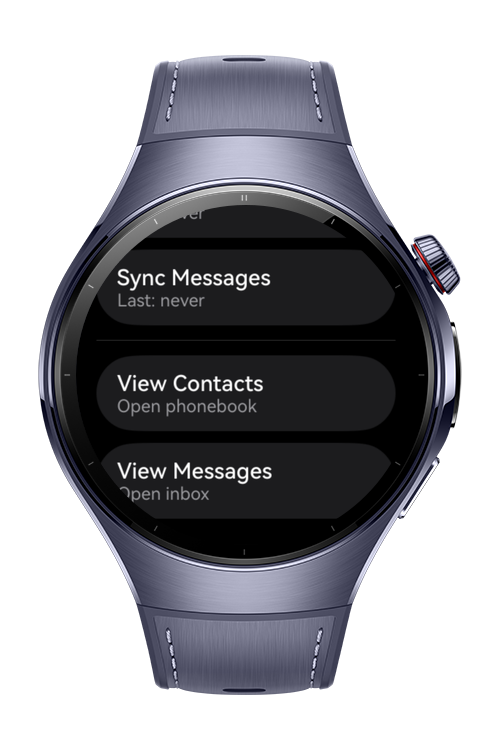 Sync Messages
Last: never
View Contacts
Open phonebook
View Messages
Open inbox